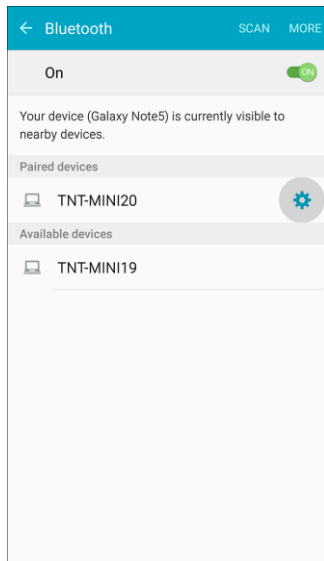 Bluetooth SCAN MORE
On ON
Your device (Galaxy Note5) is currently visible to
nearby devices.
Paired devices
TNT-MINI20
Available devices
TNT-MINI19